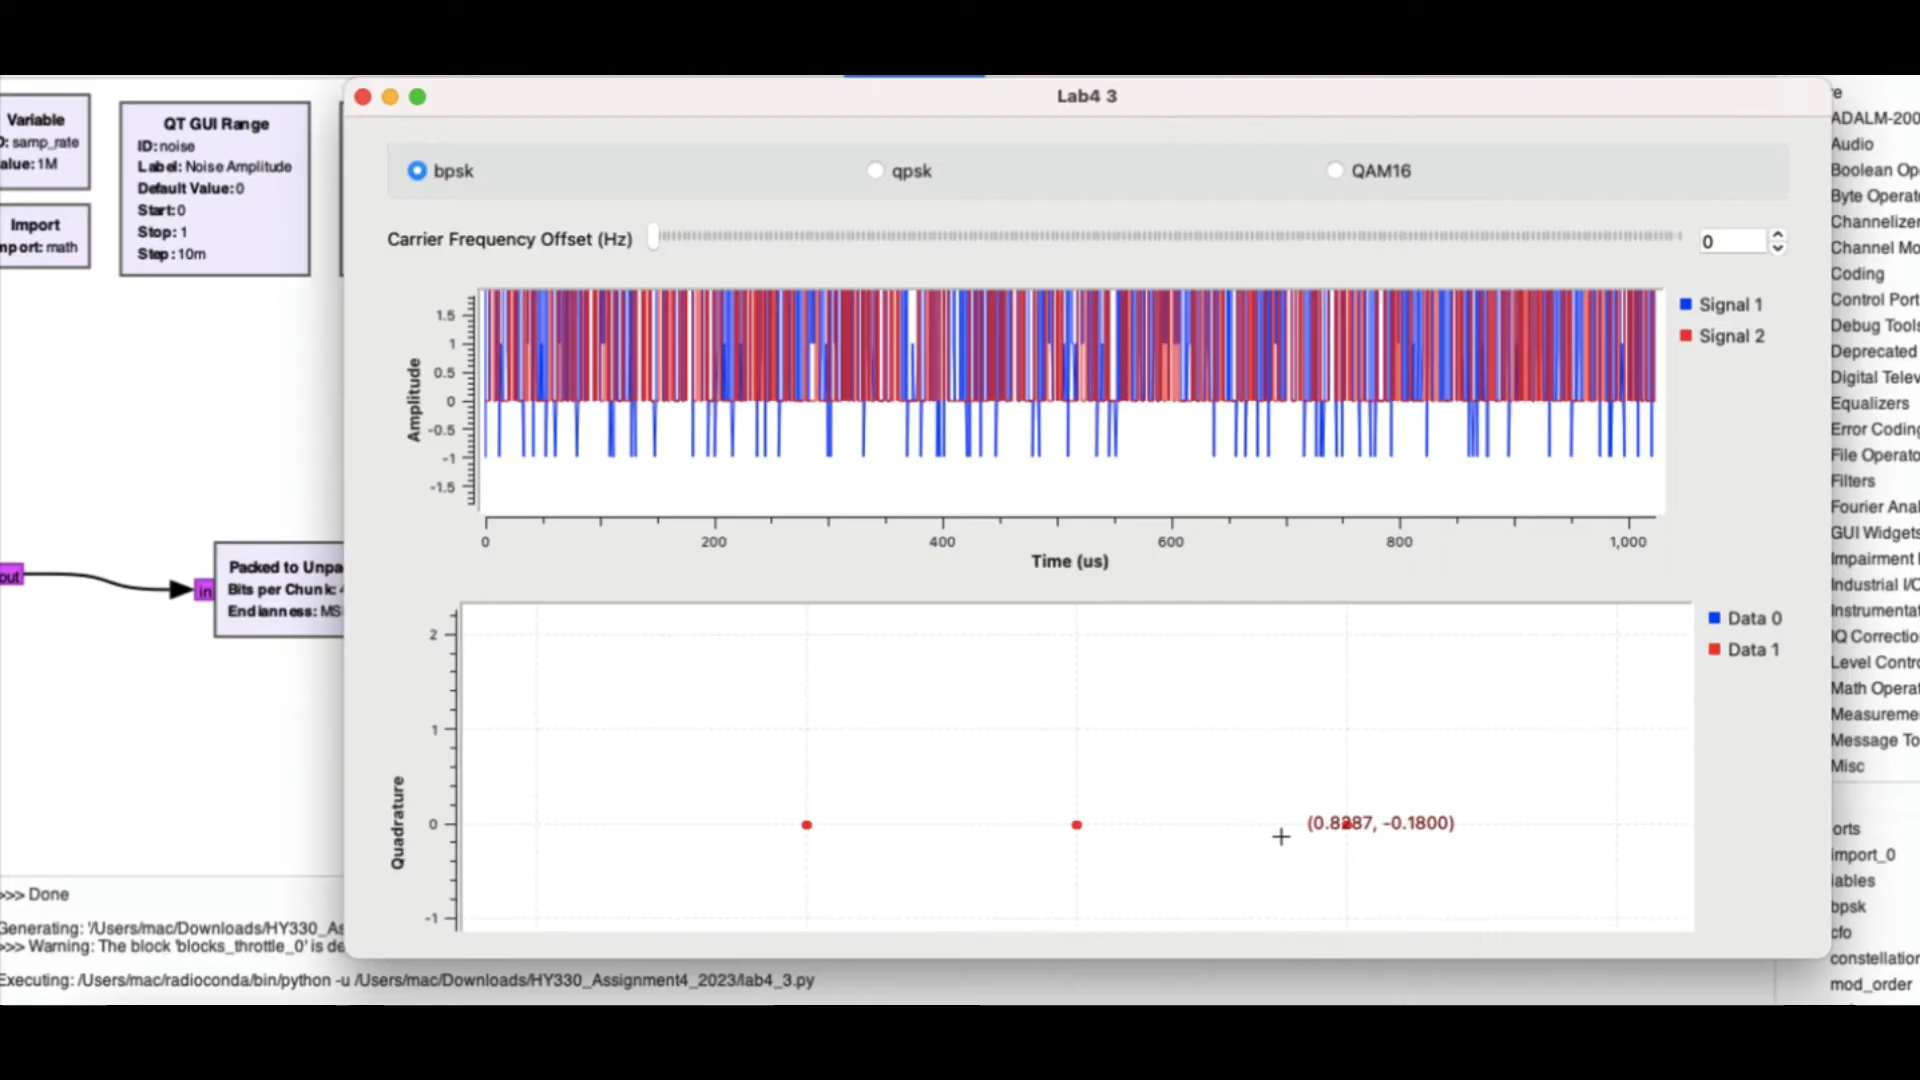 Lab4 3
Variable
D: samp_rate
alue: 1M
Import
mport: math
QT GUI Range
ID: noise
Label: Noise Amplitude
Default Value: 0
Start: 0
Stop: 1
Step: 10m
bpsk
qpsk
QAM16
Carrier Frequency Offset (Hz)
0
Amplitude
1.5
1
0.5
0
-0.5
-1
-1.5
0
200
400
600
800
1,000
Time (us)
Signal 1
Signal 2
out
in
Packed to Unpa
Bits per Chunk: 4
Endianness: MS
Quadrature
2
1
0
-1
(0.8287, -0.1800)
Data 0
Data 1
>>> Done
Generating: '/Users/mac/Downloads/HY330_As
>>> Warning: The block 'blocks_throttle_0' is de
Executing: /Users/mac/radioconda/bin/python -u /Users/mac/Downloads/HY330_Assignment4_2023/lab4_3.py
re
ADALM-200
Audio
Boolean Op
Byte Operat
Channelizer
Channel Mo
Coding
Control Port
Debug Tools
Deprecated
Digital Telev
Equalizers
Error Coding
File Operato
Filters
Fourier Anal
GUI Widgets
Impairment
Industrial I/O
Instrumentat
IQ Correctio
Level Contro
Math Operat
Measureme
Message To
Misc
orts
import_0
iables
bpsk
cfo
constellation
mod_order